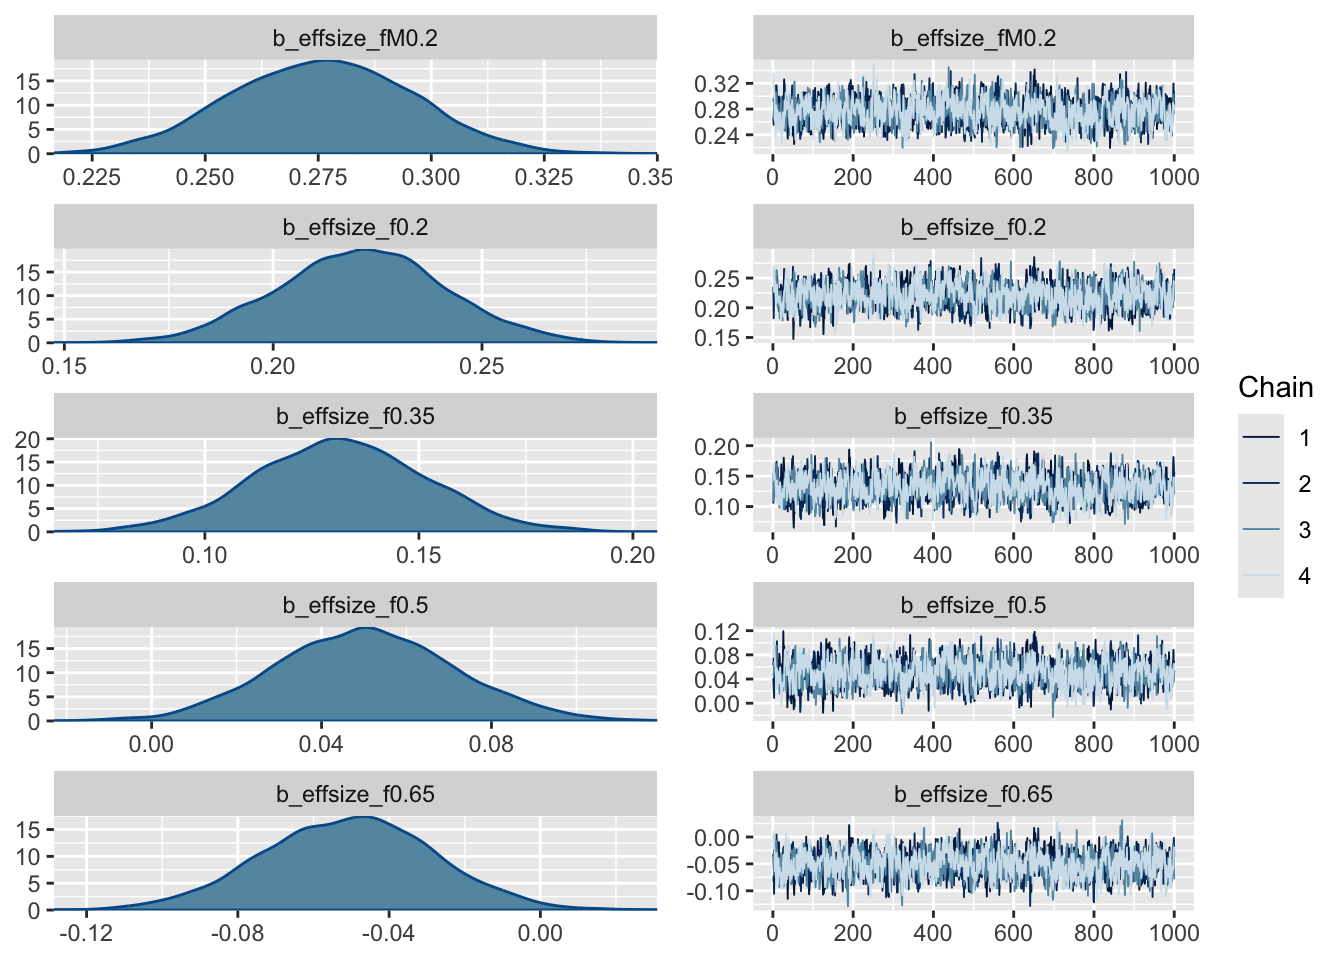 b_effsize_fM0.2
15
10
5
0
0.225 0.250 0.275 0.300 0.325 0.35
b_effsize_fM0.2
0.32
0.28
0.24
0 200 400 600 800 1000
b_effsize_f0.2
15
10
5
0
0.15 0.20 0.25
b_effsize_f0.2
0.25
0.20
0.15
0 200 400 600 800 1000
b_effsize_f0.35
20
15
10
5
0
0.10 0.15 0.20
b_effsize_f0.35
0.20
0.15
0.10
0 200 400 600 800 1000
b_effsize_f0.5
15
10
5
0
0.00 0.04 0.08
b_effsize_f0.5
0.12
0.08
0.04
0.00
0 200 400 600 800 1000
b_effsize_f0.65
15
10
5
0
-0.12 -0.08 -0.04 0.00
b_effsize_f0.65
0.00
-0.05
-0.10
0 200 400 600 800 1000
Chain
1
2
3
4